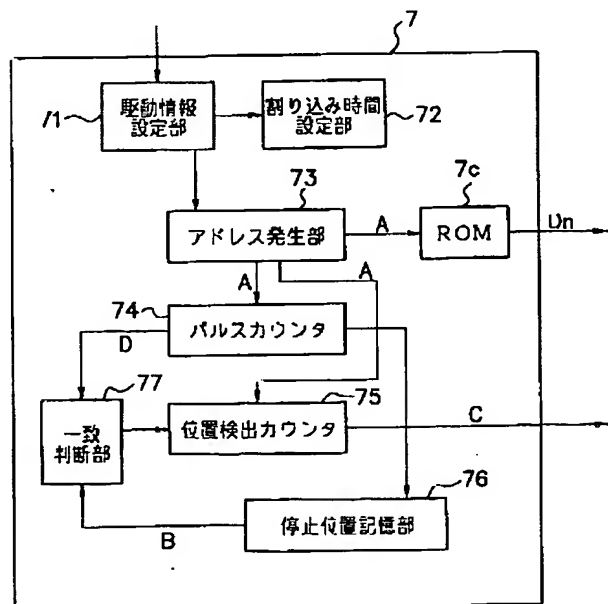 7
駆動情報
設定部
71
割り込み時間
設定部
72
73
アドレス発生部
A
7c
ROM
Dn
A
A
74
パルスカウンタ
D
77
一致
判断部
75
位置検出カウンタ
C
76
停止位置記憶部
B